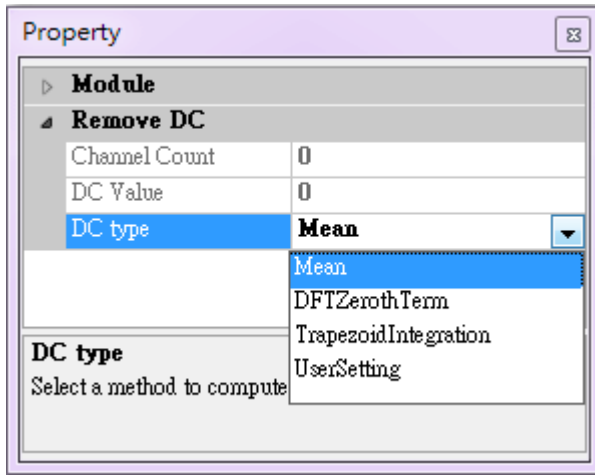 Property
Module
Remove DC
Channel Count 0
DC Value 0
DC type Mean
Mean
DFTZerothTerm
TrapezoidIntegration
UserSetting
DC type
Select a method to compute